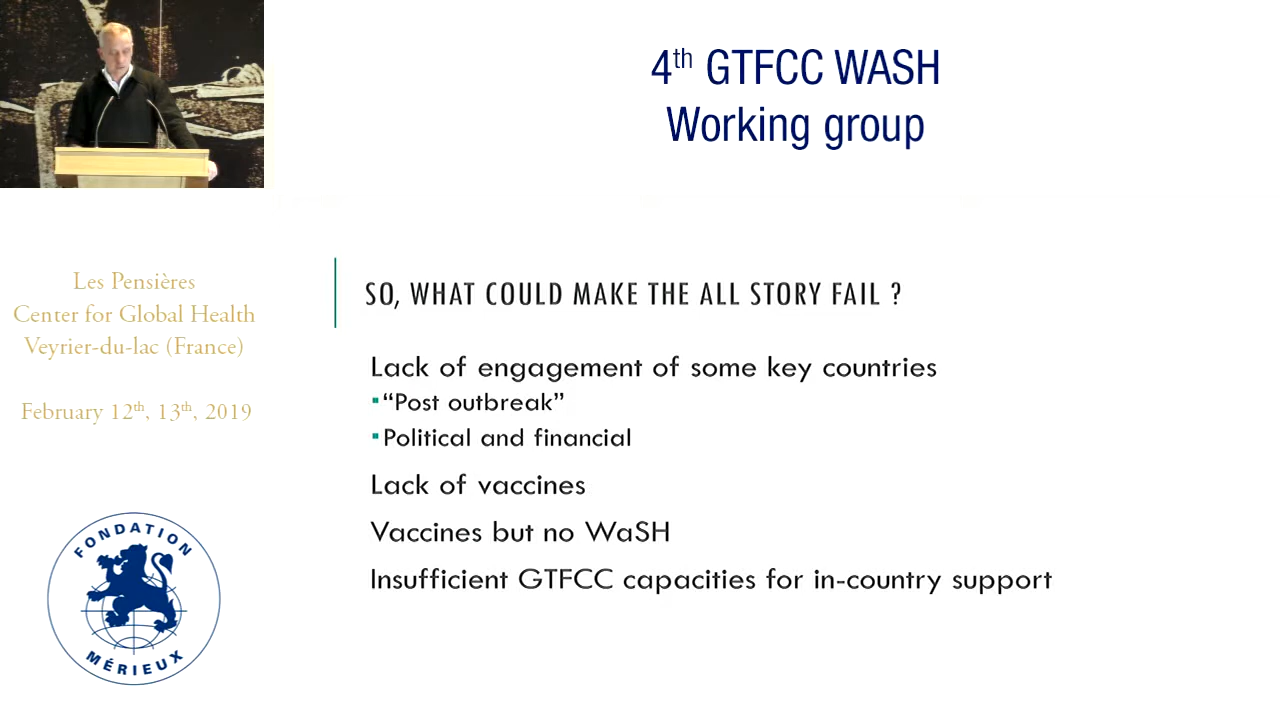 4th GTFCC WASH
Working group
Les Pensières
Center for Global Health
Veyrier-du-lac (France)
February 12th, 13th, 2019
FONDATION
MÉRIEUX
SO, WHAT COULD MAKE THE ALL STORY FAIL ?
Lack of engagement of some key countries
▪“Post outbreak”
▪Political and financial
Lack of vaccines
Vaccines but no WaSH
Insufficient GTFCC capacities for in-country support